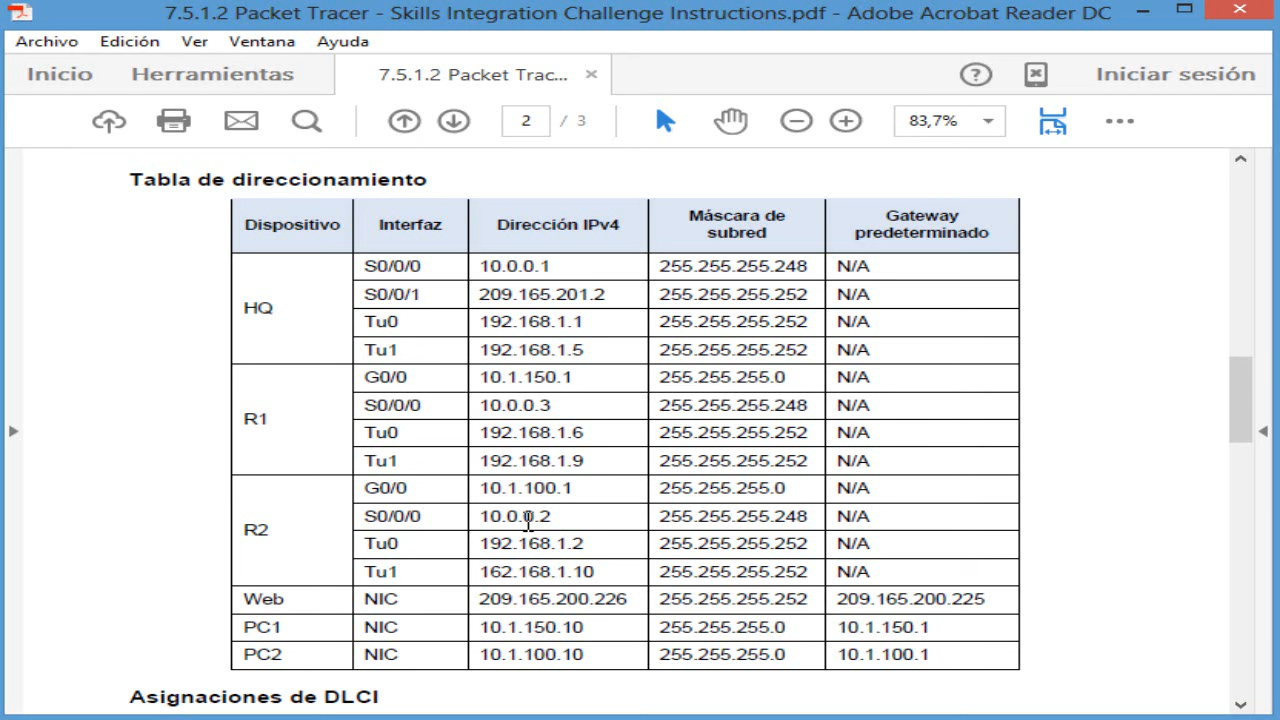 7.5.1.2 Packet Tracer - Skills Integration Challenge Instructions.pdf - Adobe Acrobat Reader DC
Archivo Edición Ver Ventana Ayuda
Inicio Herramientas 7.5.1.2 Packet Trac... × Iniciar sesión
2 / 3 83,7%
Tabla de direccionamiento
Dispositivo Interfaz Dirección IPv4 Máscara de subred Gateway predeterminado
HQ S0/0/0 10.0.0.1 255.255.255.248 N/A
S0/0/1 209.165.201.2 255.255.255.252 N/A
Tu0 192.168.1.1 255.255.255.252 N/A
Tu1 192.168.1.5 255.255.255.252 N/A
R1 G0/0 10.1.150.1 255.255.255.0 N/A
S0/0/0 10.0.0.3 255.255.255.248 N/A
Tu0 192.168.1.6 255.255.255.252 N/A
Tu1 192.168.1.9 255.255.255.252 N/A
R2 G0/0 10.1.100.1 255.255.255.0 N/A
S0/0/0 10.0.0.2 255.255.255.248 N/A
Tu0 192.168.1.2 255.255.255.252 N/A
Tu1 162.168.1.10 255.255.255.252 N/A
Web NIC 209.165.200.226 255.255.255.252 209.165.200.225
PC1 NIC 10.1.150.10 255.255.255.0 10.1.150.1
PC2 NIC 10.1.100.10 255.255.255.0 10.1.100.1
Asignaciones de DLCI